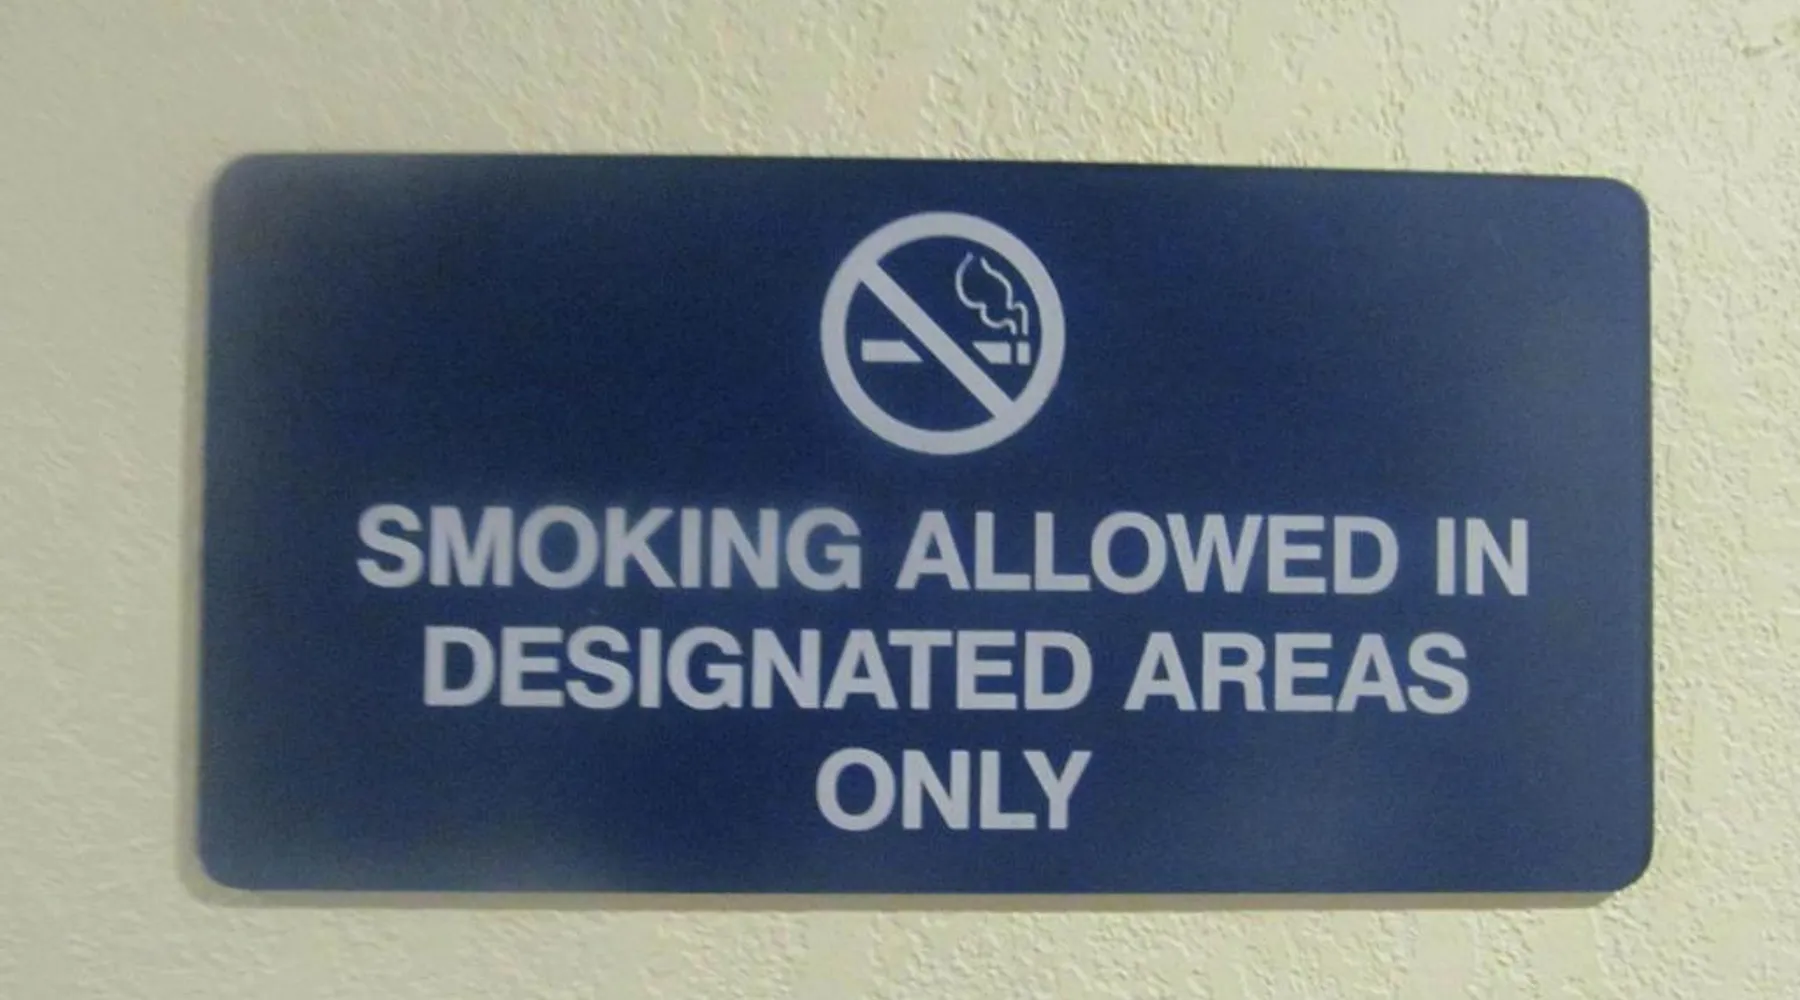 SMOKING ALLOWED IN
DESIGNATED AREAS
ONLY